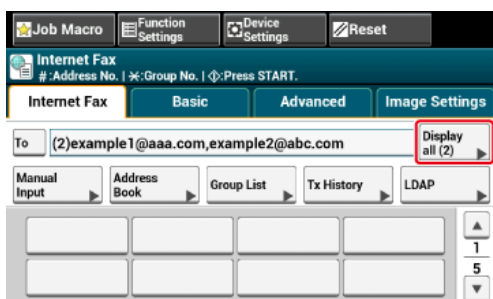 Job Macro
Function Settings
Device Settings
Reset
Internet Fax
#:Address No. | ✳:Group No. | ◇:Press START.
Internet Fax
Basic
Advanced
Image Settings
To
(2)example1@aaa.com,example2@abc.com
Display all (2)
Manual Input
Address Book
Group List
Tx History
LDAP
1
5